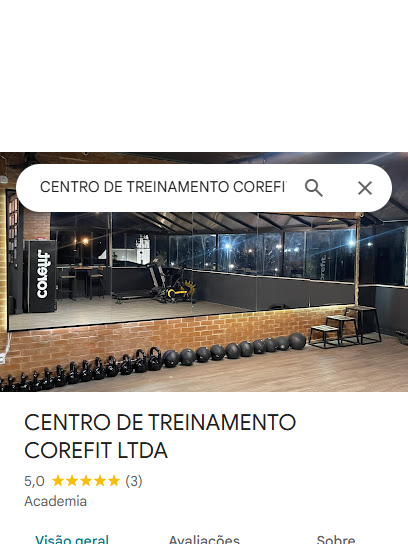 CENTRO DE TREINAMENTO COREFI
corefit
CENTRO DE TREINAMENTO
COREFIT LTDA
5,0 (3)
Academia
Visão geral Avaliações Sobre